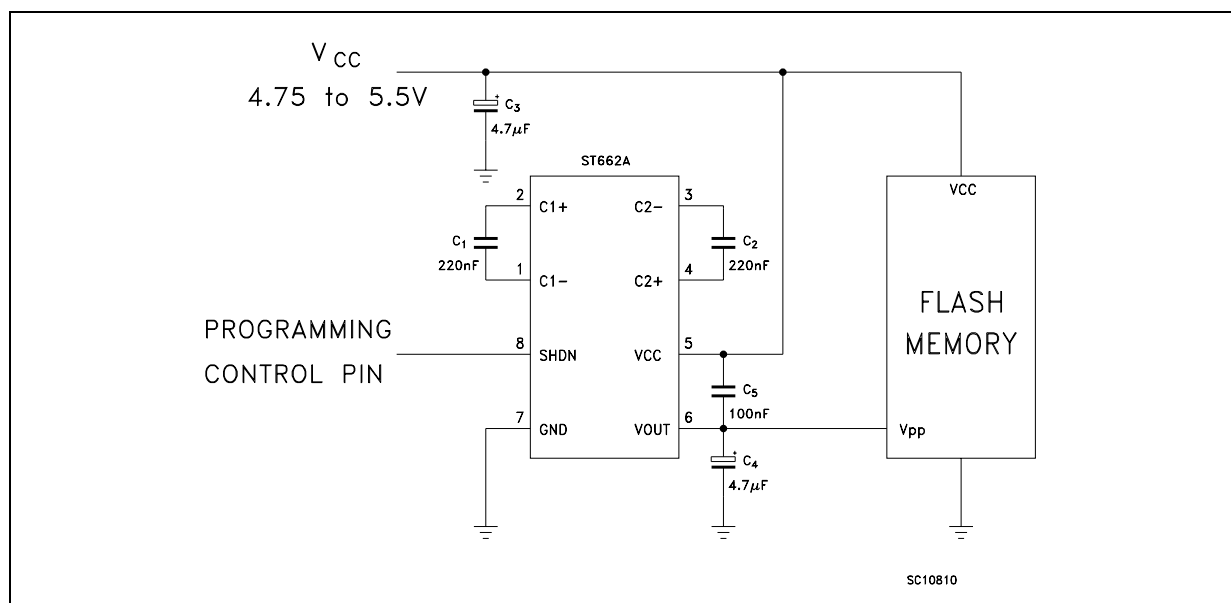 VCC
4.75 to 5.5V
+
C3
4.7µF
ST662A
2
C1+
C2-
3
C1
220nF
C2
220nF
1
C1-
C2+
4
VCC
FLASH
MEMORY
PROGRAMMING
CONTROL PIN
8
SHDN
VCC
5
C5
100nF
7
GND
VOUT
6
Vpp
+
C4
4.7µF
SC10810